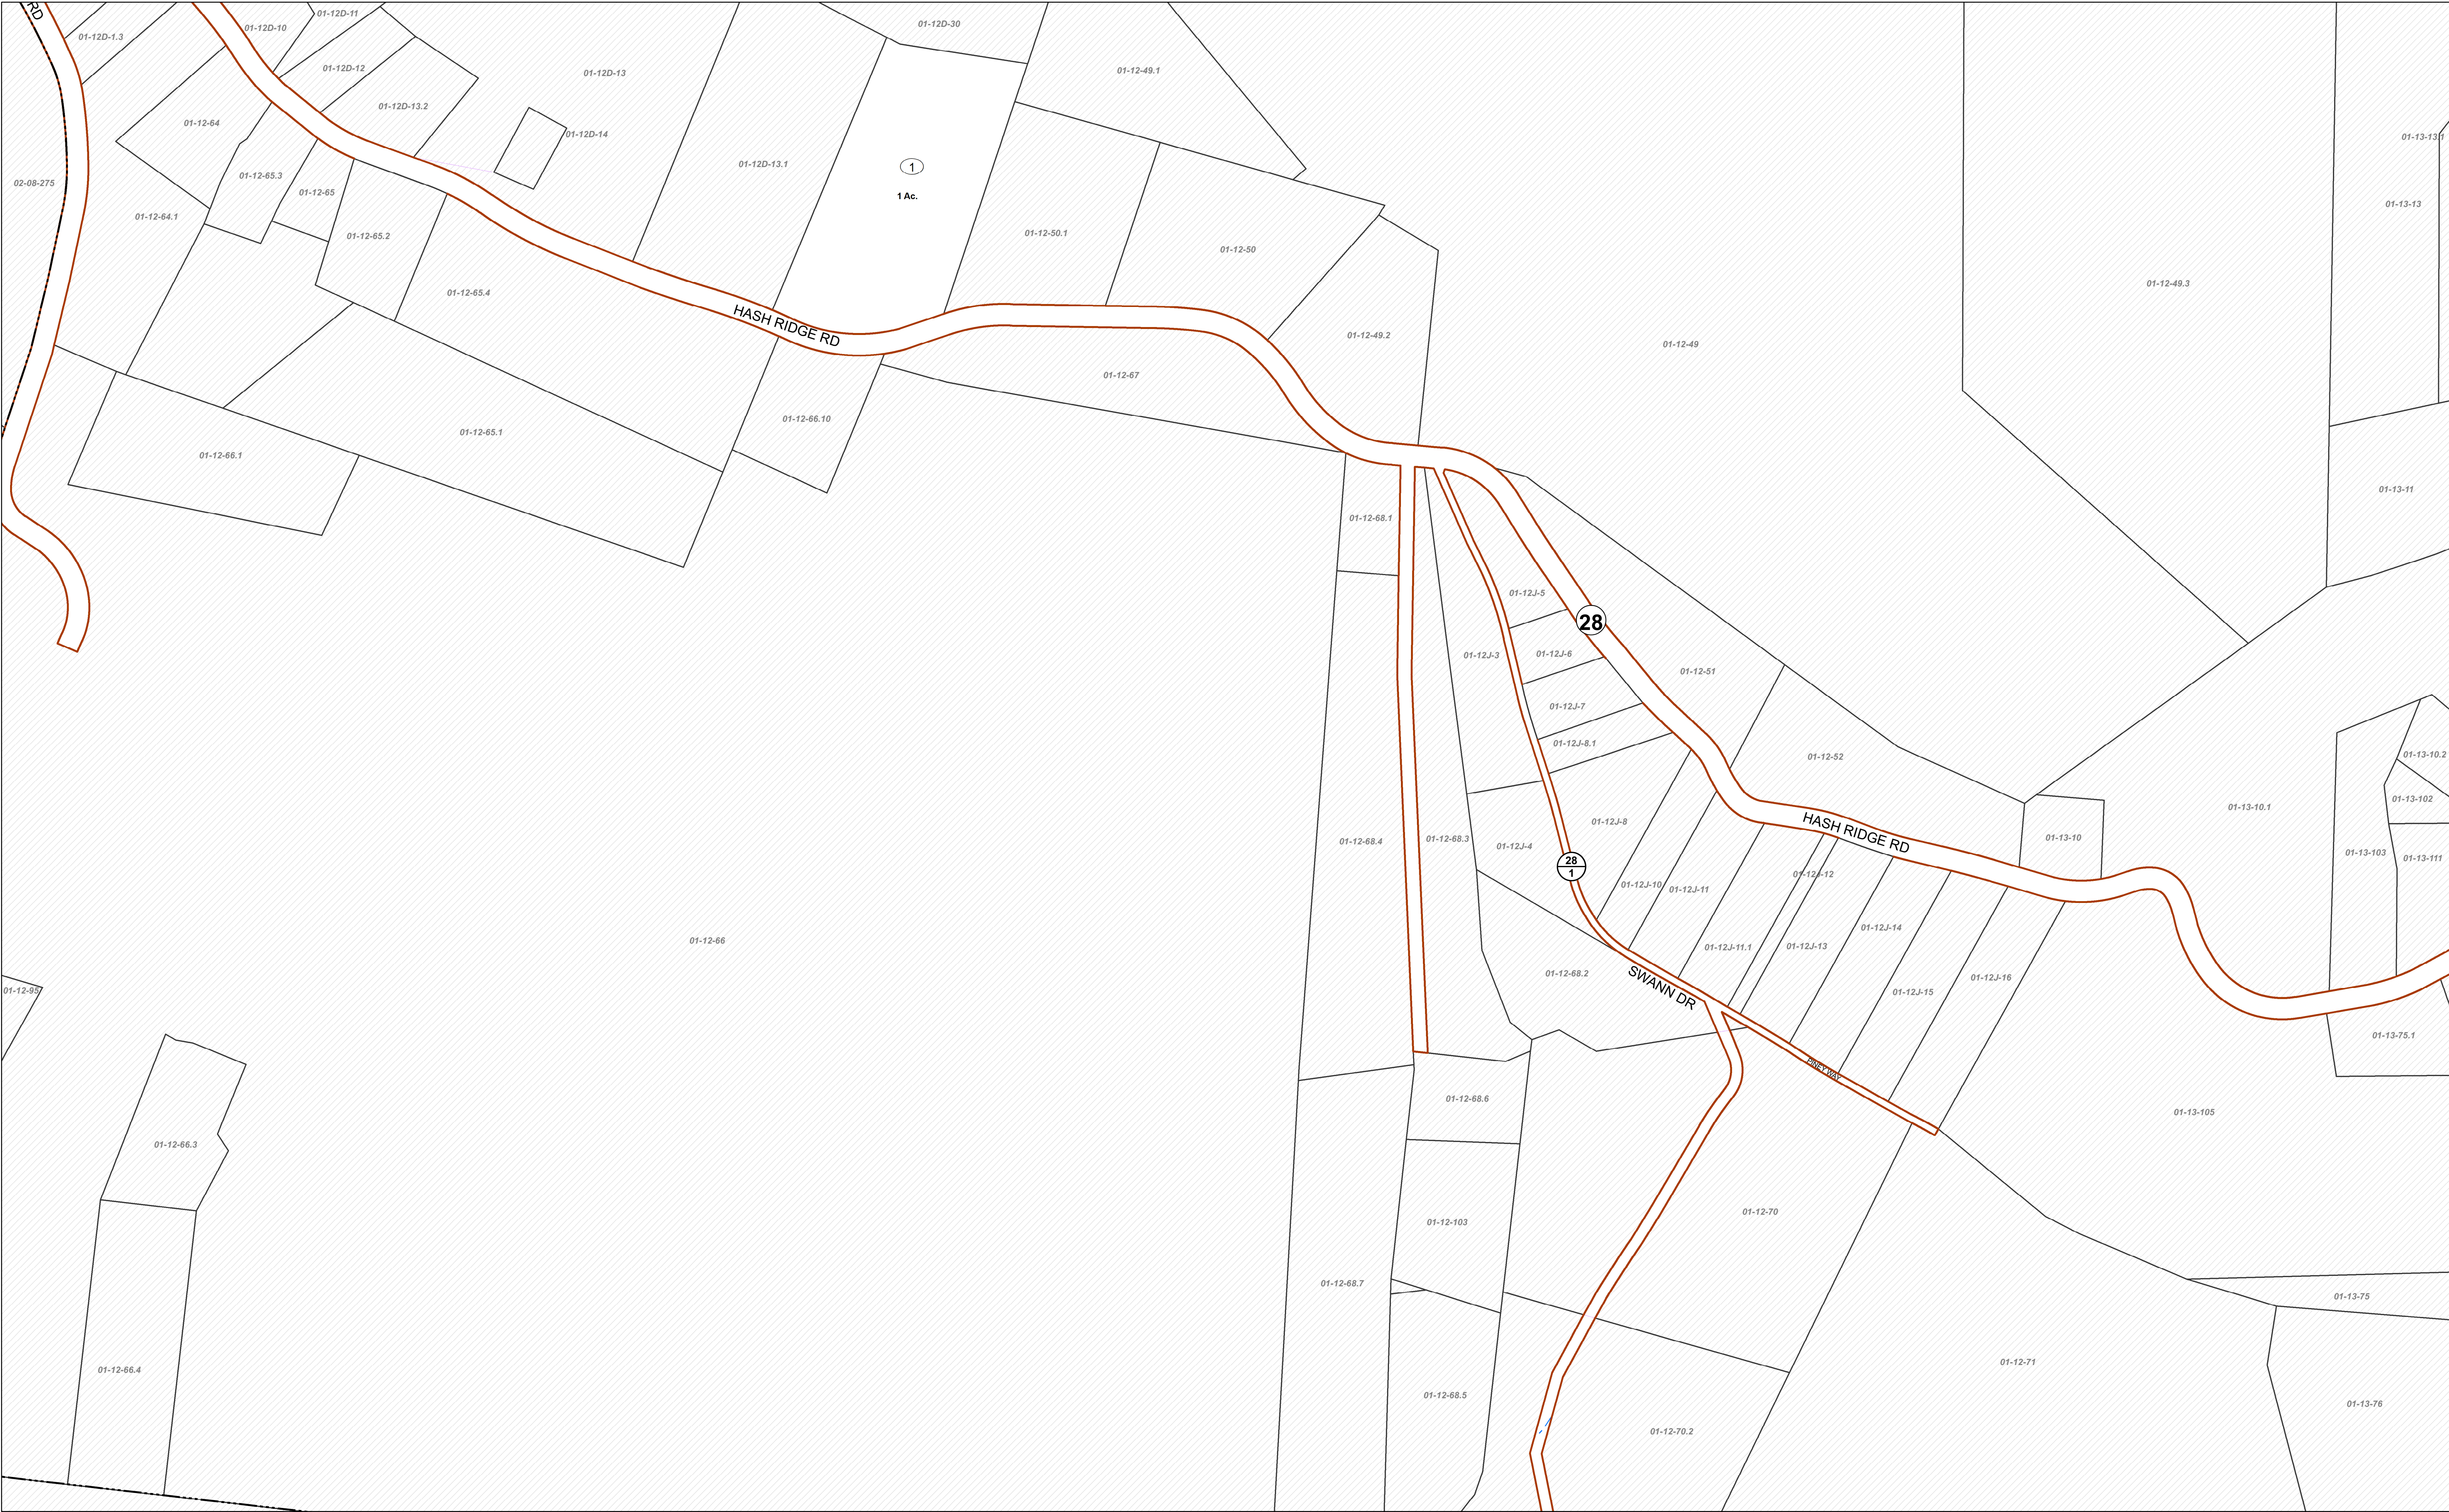 RD
01-12D-1.3
01-12D-10
01-12D-11
01-12D-12
01-12D-13
01-12D-13.2
01-12D-14
01-12D-13.1
01-12D-30
01-12-49.1
01-13-13.1
01-12-64
01-12-65.3
01-12-65
02-08-275
01-12-64.1
01-12-65.2
1
1 Ac.
01-12-50.1
01-12-50
01-13-13
01-12-65.4
01-12-49.3
HASH RIDGE RD
01-12-49.2
01-12-49
01-12-67
01-12-66.10
01-12-65.1
01-12-66.1
01-13-11
01-12-68.1
01-12J-5
28
01-12J-3
01-12J-6
01-12-51
01-12J-7
01-12J-8.1
01-12-52
01-13-10.2
01-13-102
01-13-10.1
01-12J-8
HASH RIDGE RD
01-13-10
01-12-68.4
01-12-68.3
01-12J-4
01-13-103
01-13-111
28
1
01-12J-12
01-12J-10
01-12J-11
01-12J-14
01-12-66
01-12J-11.1
01-12J-13
01-12-68.2
SWANN DR
01-12J-16
01-12J-15
01-12-95
01-13-75.1
PINEY WAY
01-12-68.6
01-13-105
01-12-66.3
01-12-70
01-12-103
01-12-68.7
01-13-75
01-12-71
01-12-66.4
01-12-68.5
01-13-76
01-12-70.2